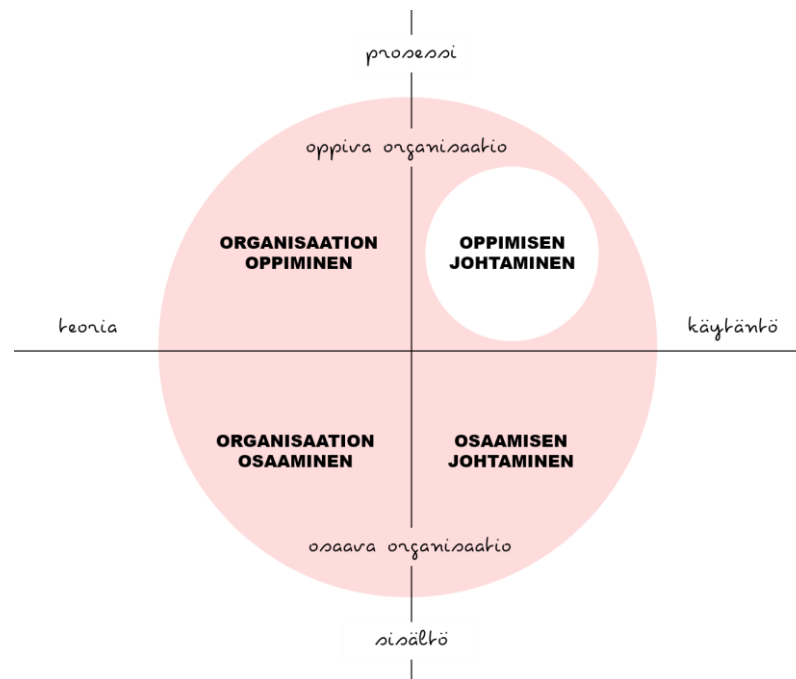 prosessi
oppiva organisaatio
ORGANISAATION
OPPIMINEN
OPPIMISEN
JOHTAMINEN
teoria
käytäntö
ORGANISAATION
OSAAMINEN
OSAAMISEN
JOHTAMINEN
osaava organisaatio
sisältö